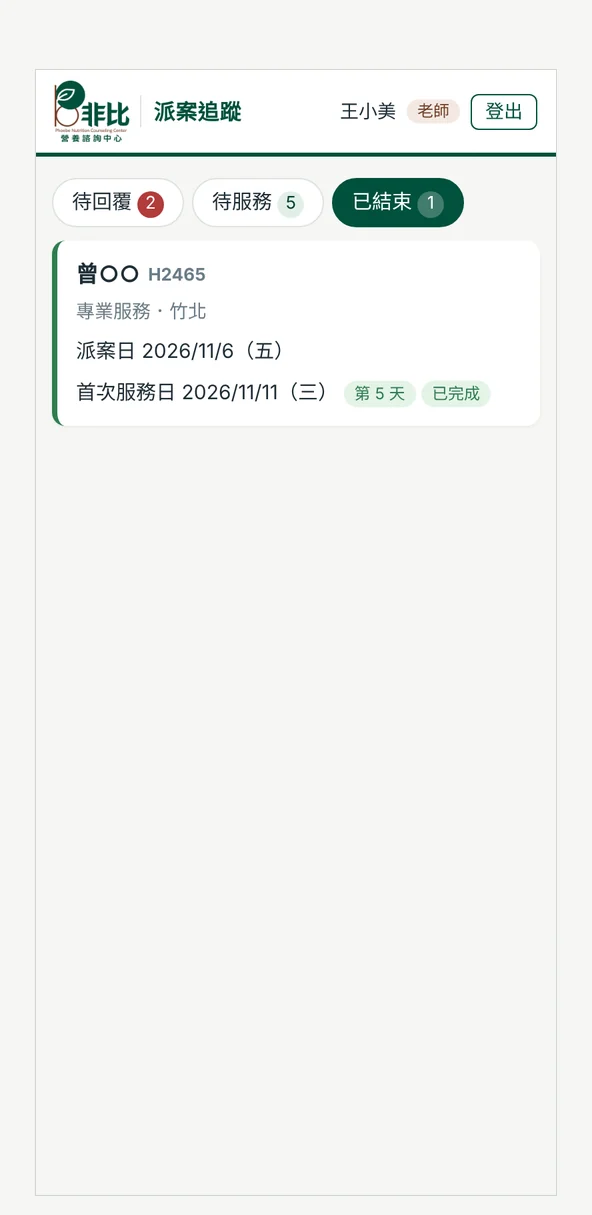 非比
Phoebe Nutrition Counseling Center
營養諮詢中心
派案追蹤
王小美 老師 登出
待回覆 2 待服務 5 已結束 1
曾〇〇 H2465
專業服務・竹北
派案日 2026/11/6（五）
首次服務日 2026/11/11（三） 第 5 天 已完成